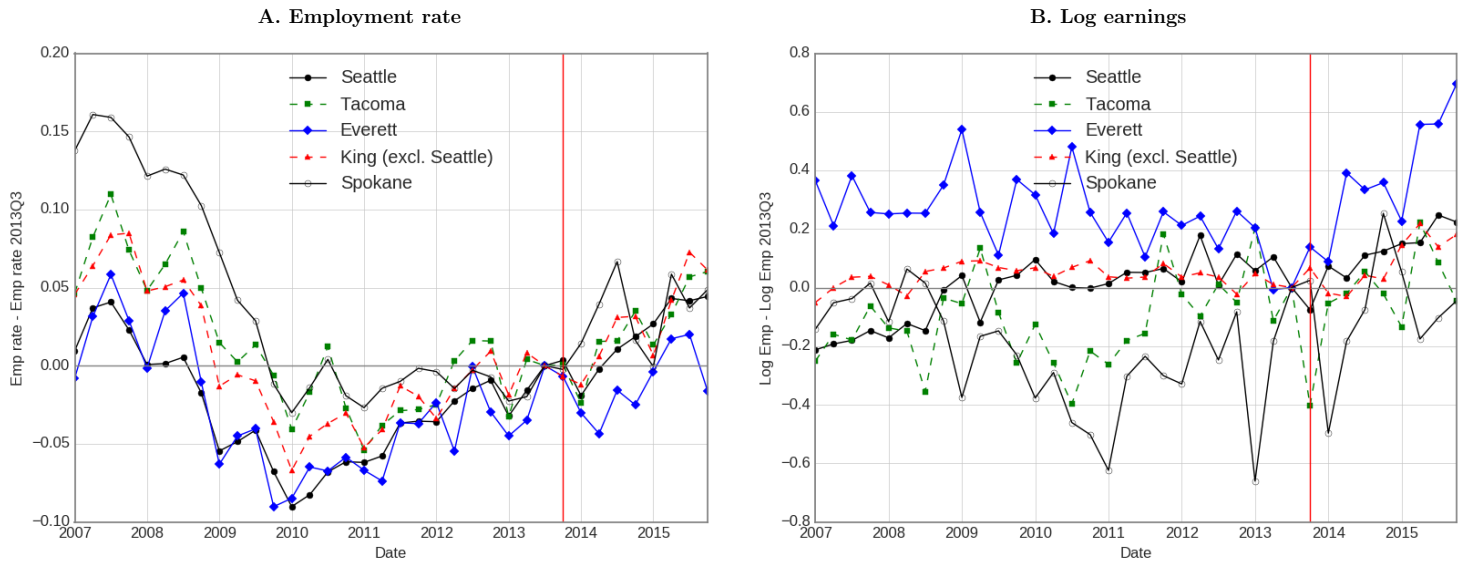 A. Employment rate
Emp rate - Emp rate 2013Q3
0.20
0.15
0.10
0.05
0.00
−0.05
−0.10
Seattle
Tacoma
Everett
King (excl. Seattle)
Spokane
2007 2008 2009 2010 2011 2012 2013 2014 2015
Date
B. Log earnings
Log Emp - Log Emp 2013Q3
0.8
0.6
0.4
0.2
0.0
−0.2
−0.4
−0.6
−0.8
Seattle
Tacoma
Everett
King (excl. Seattle)
Spokane
2007 2008 2009 2010 2011 2012 2013 2014 2015
Date